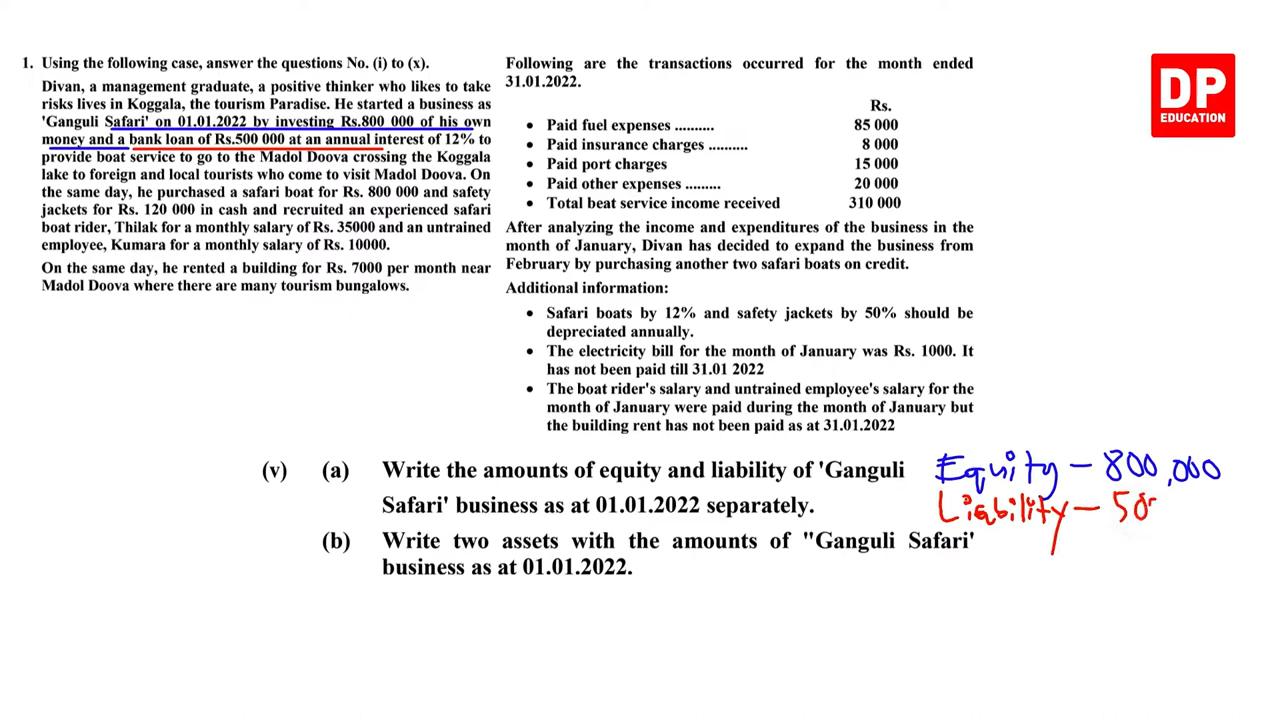 1. Using the following case, answer the questions No. (i) to (x).
Divan, a management graduate, a positive thinker who likes to take
risks lives in Koggala, the tourism Paradise. He started a business as
'Ganguli Safari' on 01.01.2022 by investing Rs.800 000 of his own
money and a bank loan of Rs.500 000 at an annual interest of 12% to
provide boat service to go to the Madol Doova crossing the Koggala
lake to foreign and local tourists who come to visit Madol Doova. On
the same day, he purchased a safari boat for Rs. 800 000 and safety
jackets for Rs. 120 000 in cash and recruited an experienced safari
boat rider, Thilak for a monthly salary of Rs. 35000 and an untrained
employee, Kumara for a monthly salary of Rs. 10000.
On the same day, he rented a building for Rs. 7000 per month near
Madol Doova where there are many tourism bungalows.
Following are the transactions occurred for the month ended
31.01.2022.
Rs.
• Paid fuel expenses .......... 85 000
• Paid insurance charges .......... 8 000
• Paid port charges 15 000
• Paid other expenses ......... 20 000
• Total beat service income received 310 000
After analyzing the income and expenditures of the business in the
month of January, Divan has decided to expand the business from
February by purchasing another two safari boats on credit.
Additional information:
• Safari boats by 12% and safety jackets by 50% should be
depreciated annually.
• The electricity bill for the month of January was Rs. 1000. It
has not been paid till 31.01 2022
• The boat rider's salary and untrained employee's salary for the
month of January were paid during the month of January but
the building rent has not been paid as at 31.01.2022
DP
EDUCATION
(v) (a) Write the amounts of equity and liability of 'Ganguli
Safari' business as at 01.01.2022 separately.
(b) Write two assets with the amounts of "Ganguli Safari'
business as at 01.01.2022.
Equity – 800,000
Liability – 50